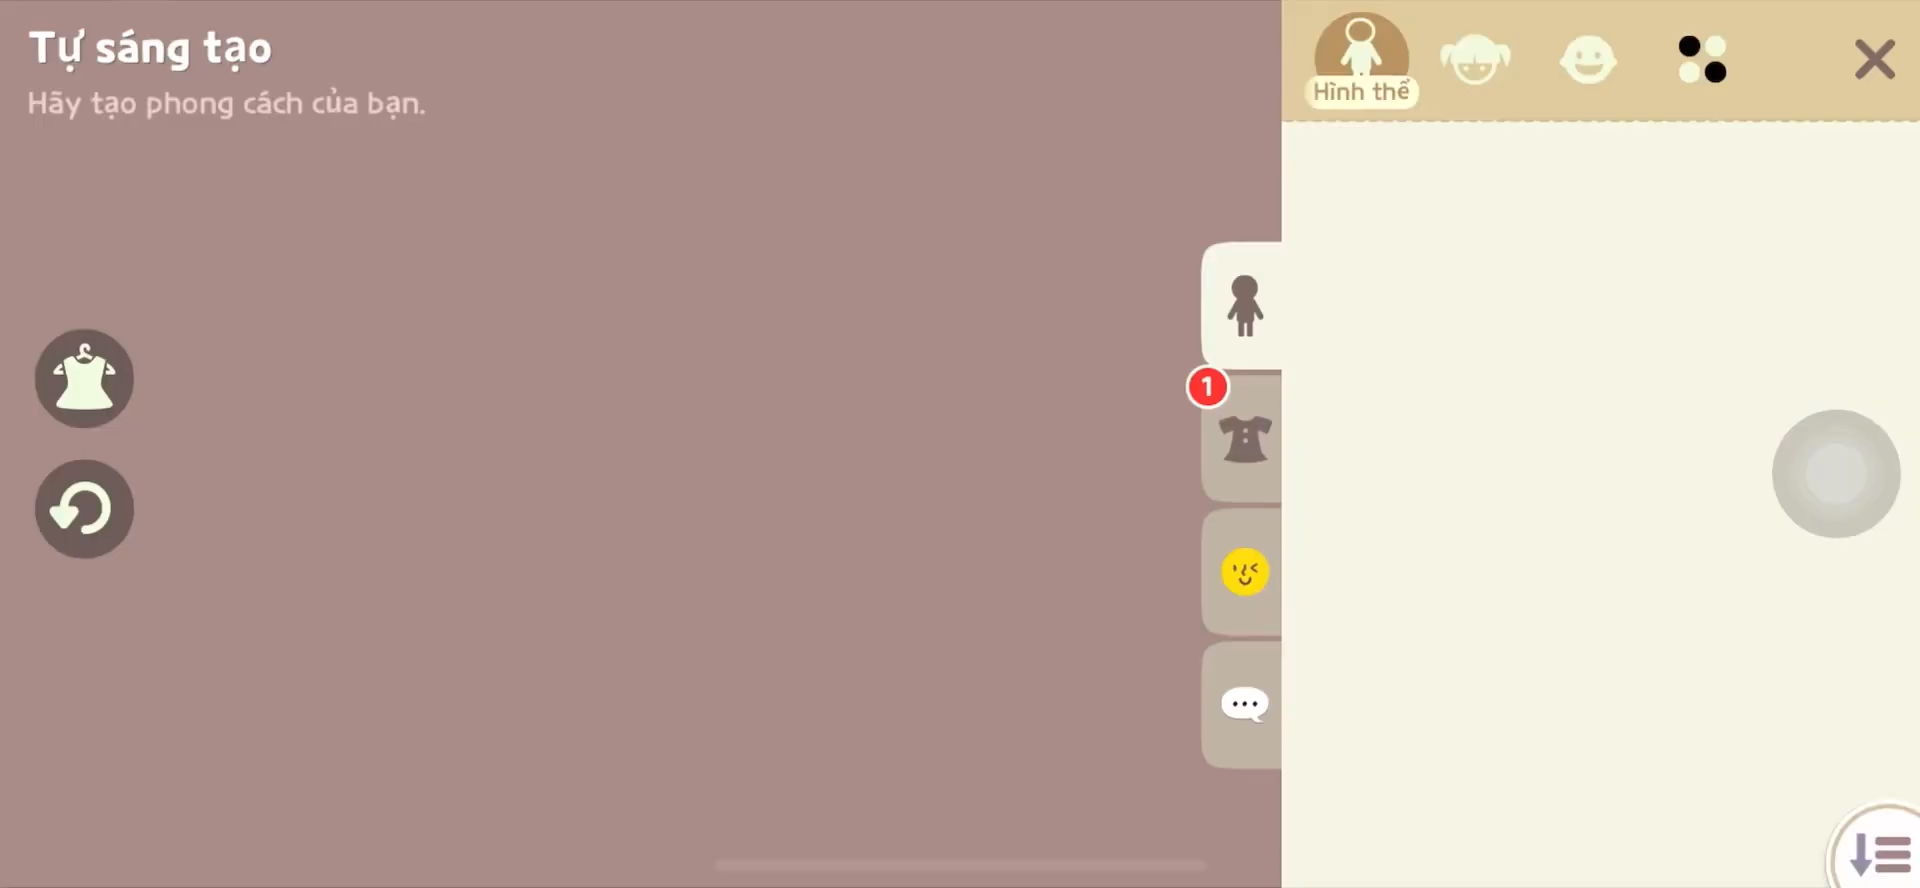 Tự sáng tạo
Hãy tạo phong cách của bạn.
Hình thể
1